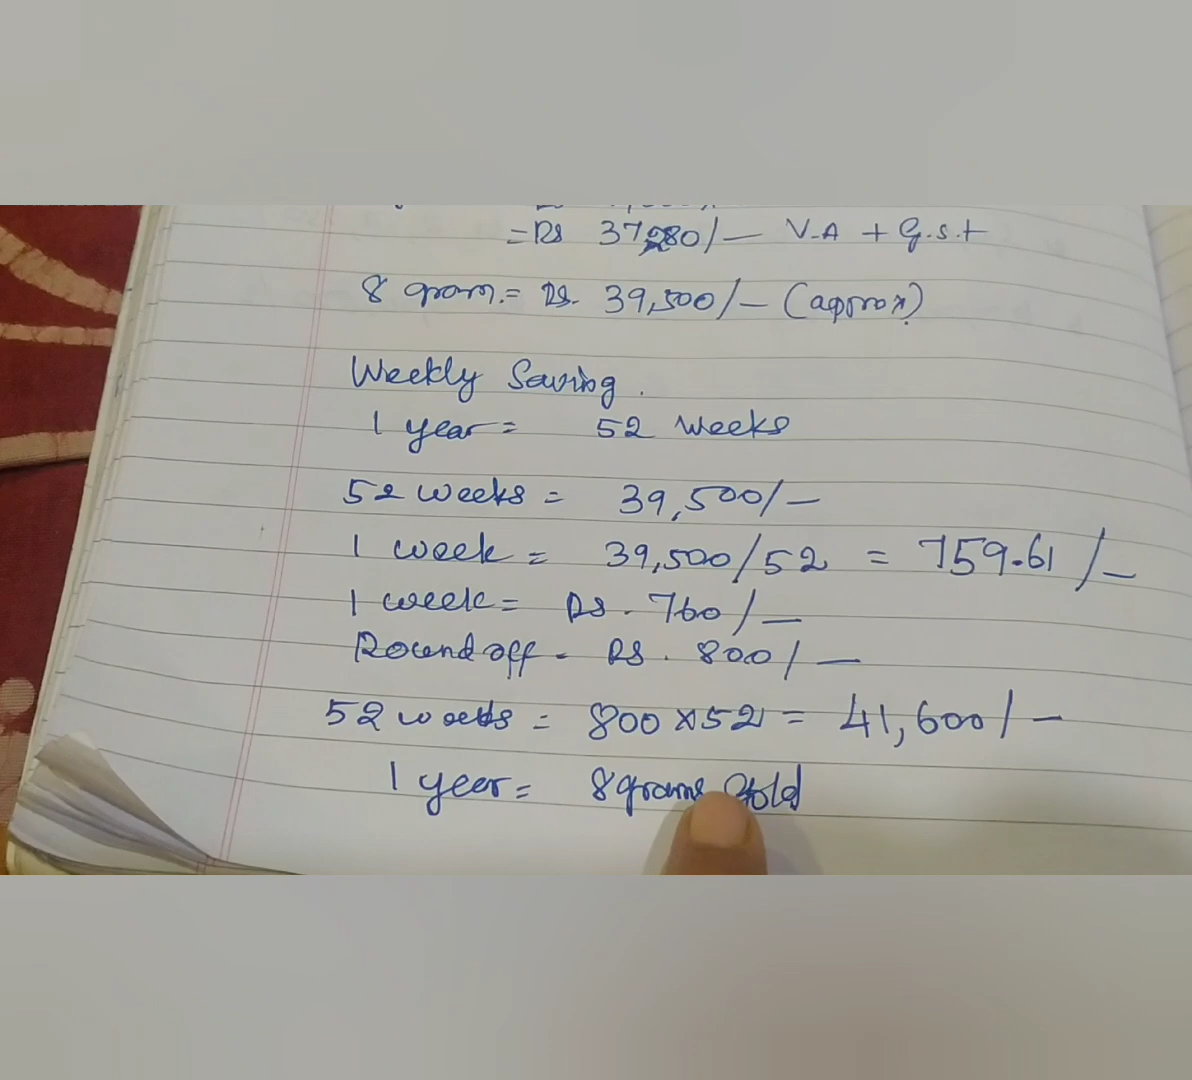 = Rs 37280/- V.A + G.s.t
8 gram = Rs. 39,500/- (approx)
Weekly Saving.
1 year = 52 weeks
52 weeks = 39,500/-
1 week = 39,500/52 = 759.61/-
1 week = Rs. 760/-
Round off - Rs. 800/-
52 weeks = 800 x 52 = 41,600/-
1 year = 8 grams Gold